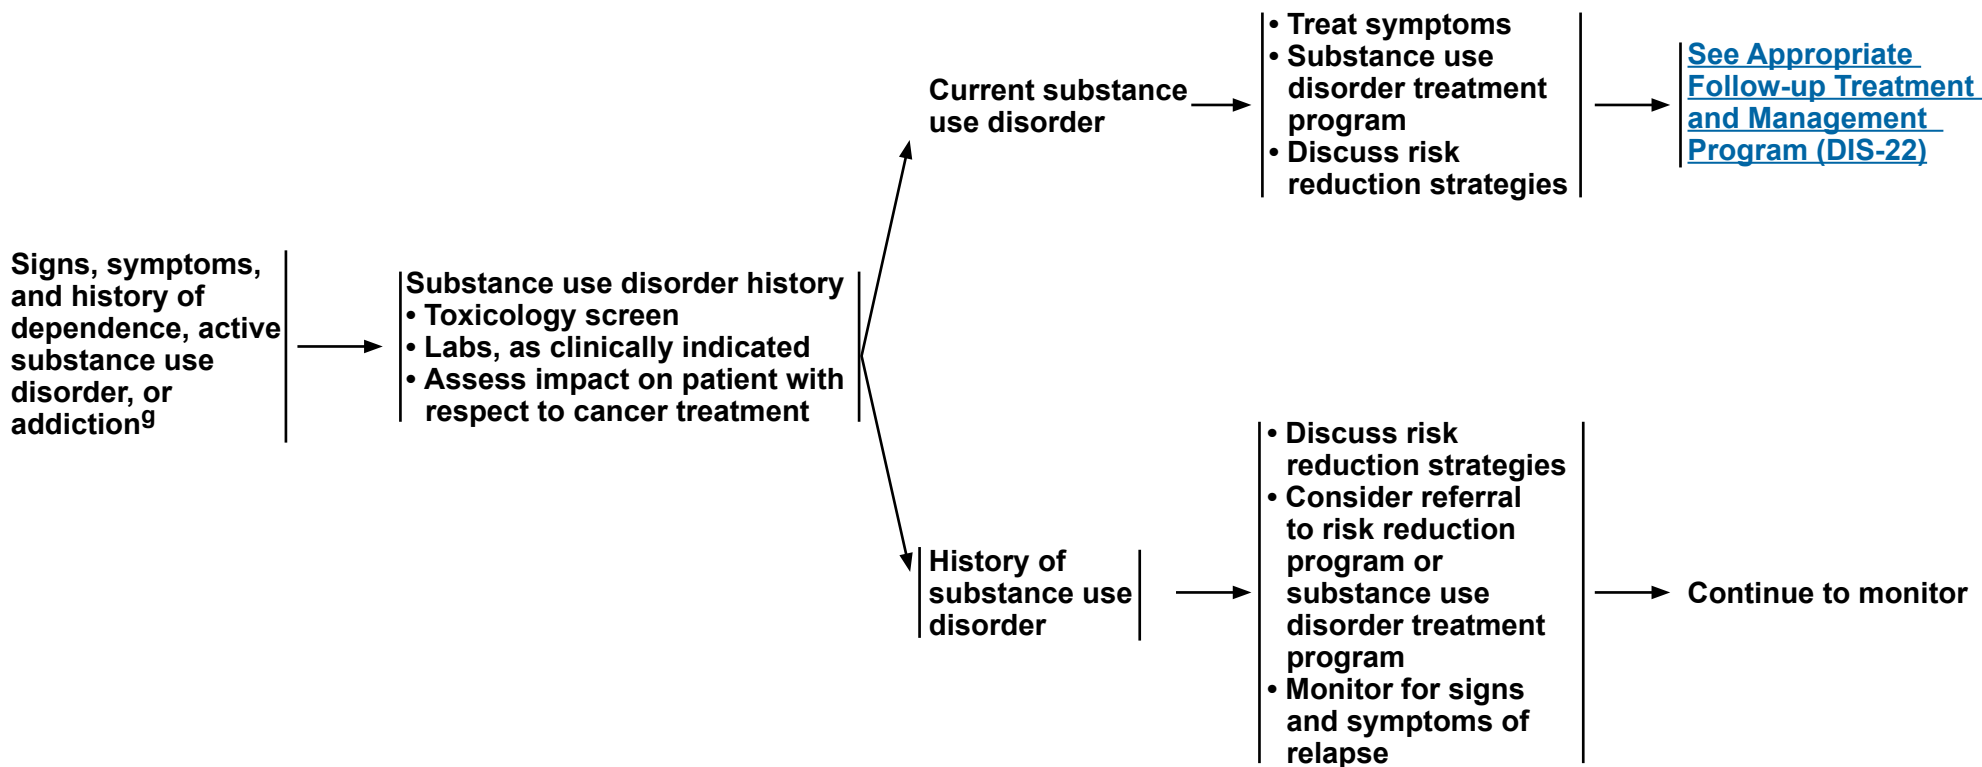 Signs, symptoms,
and history of
dependence, active
substance use
disorder, or
addictiong
Substance use disorder history
• Toxicology screen
• Labs, as clinically indicated
• Assess impact on patient with
respect to cancer treatment
Current substance
use disorder
• Treat symptoms
• Substance use
disorder treatment
program
• Discuss risk
reduction strategies
See Appropriate
Follow-up Treatment
and Management
Program (DIS-22)
History of
substance use
disorder
• Discuss risk
reduction strategies
• Consider referral
to risk reduction
program or
substance use
disorder treatment
program
• Monitor for signs
and symptoms of
relapse
Continue to monitor